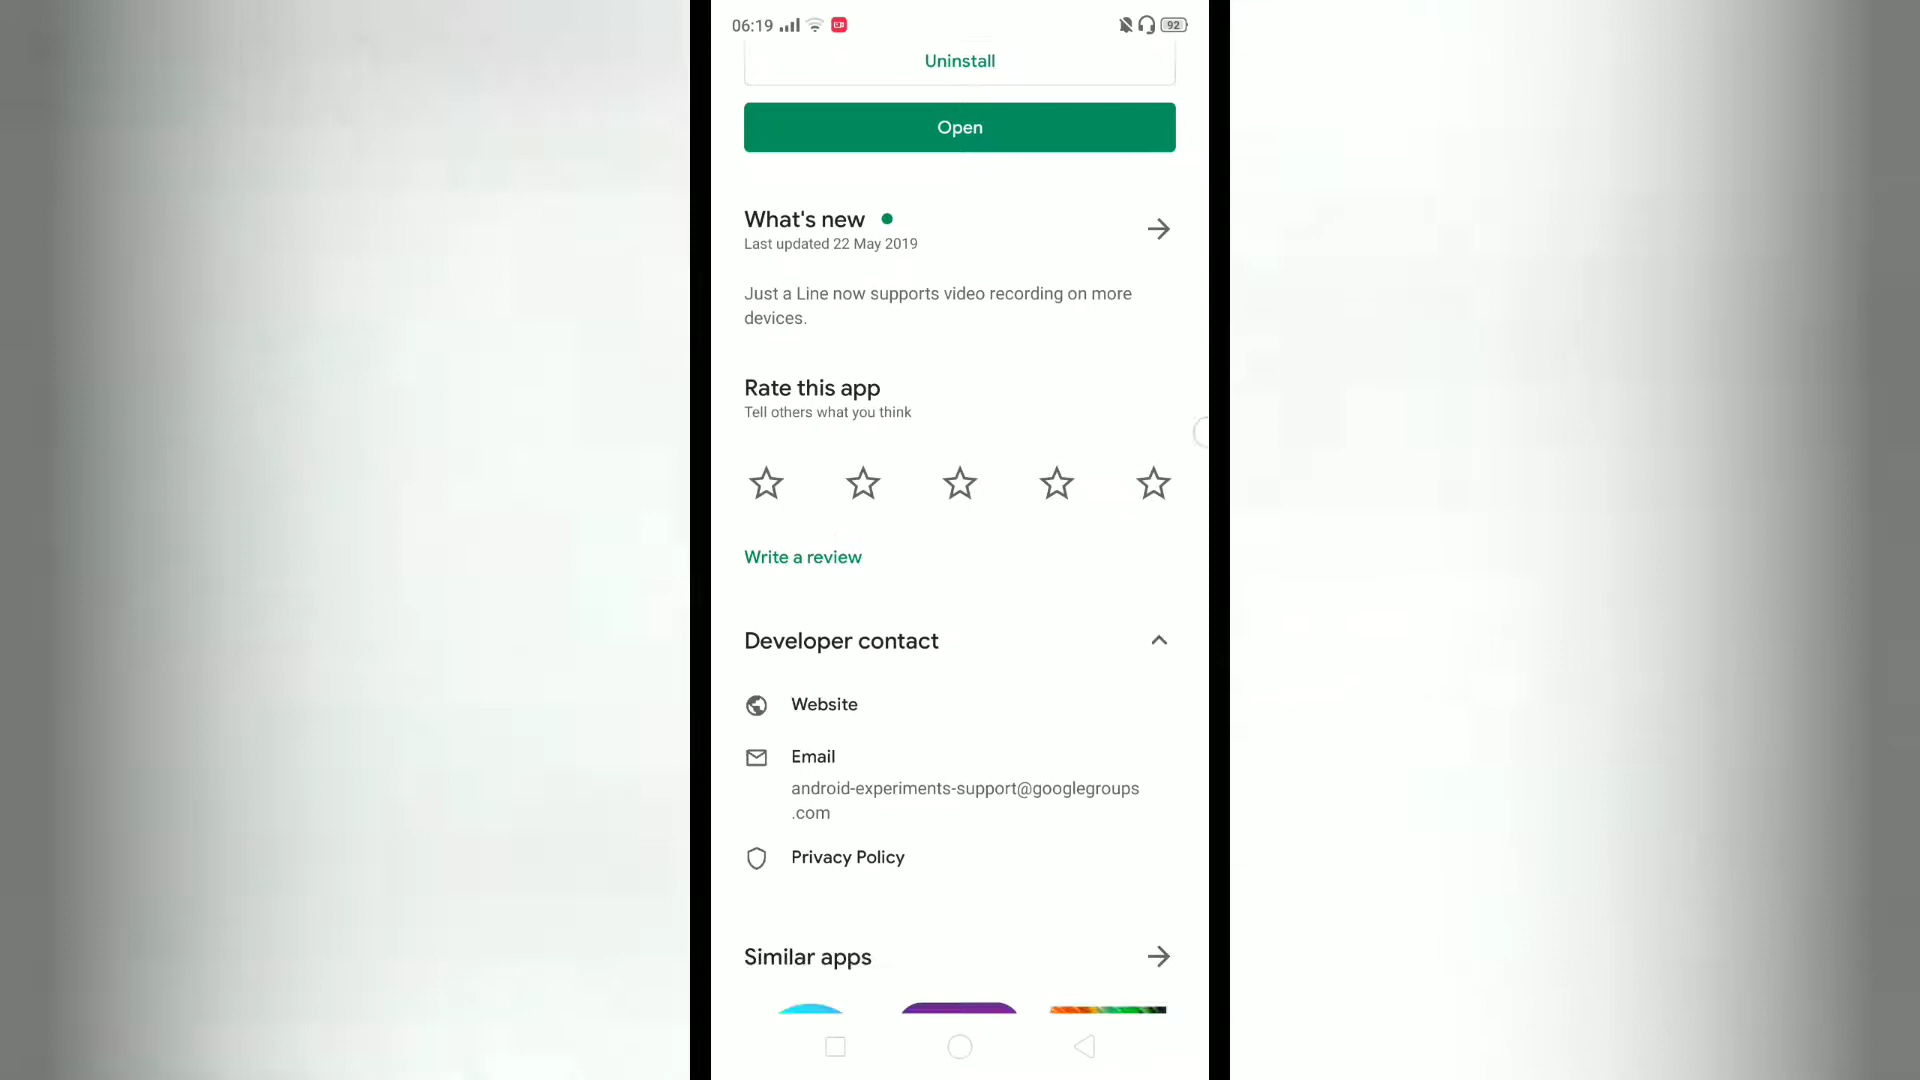 06:19
92
Uninstall
Open
What's new
Last updated 22 May 2019
Just a Line now supports video recording on more
devices.
Rate this app
Tell others what you think
Write a review
Developer contact
Website
Email
android-experiments-support@googlegroups
.com
Privacy Policy
Similar apps